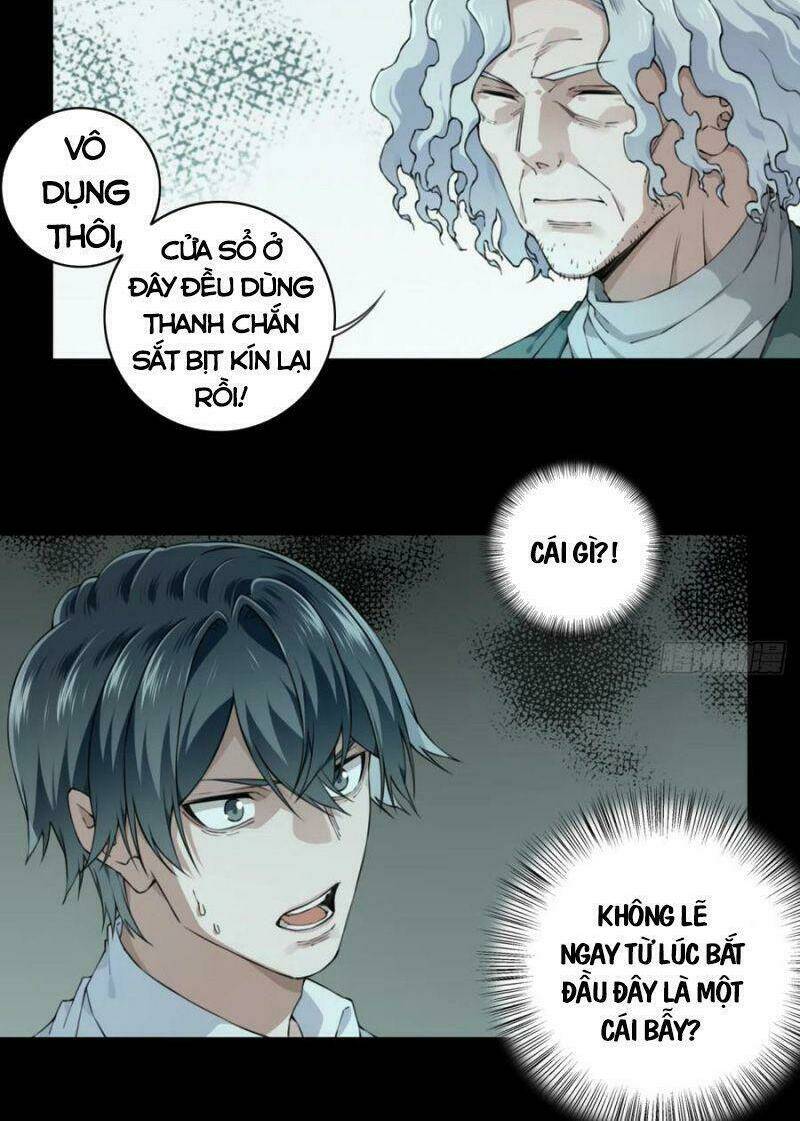 VÔ
DỤNG
THÔI,
CỬA SỔ Ở
ĐÂY ĐỀU DÙNG
THANH CHẮN
SẮT BỊT KÍN LẠI
RỒI!
CÁI GÌ?!
KHÔNG LẼ
NGAY TỪ LÚC BẮT
ĐẦU ĐÂY LÀ MỘT
CÁI BẪY?